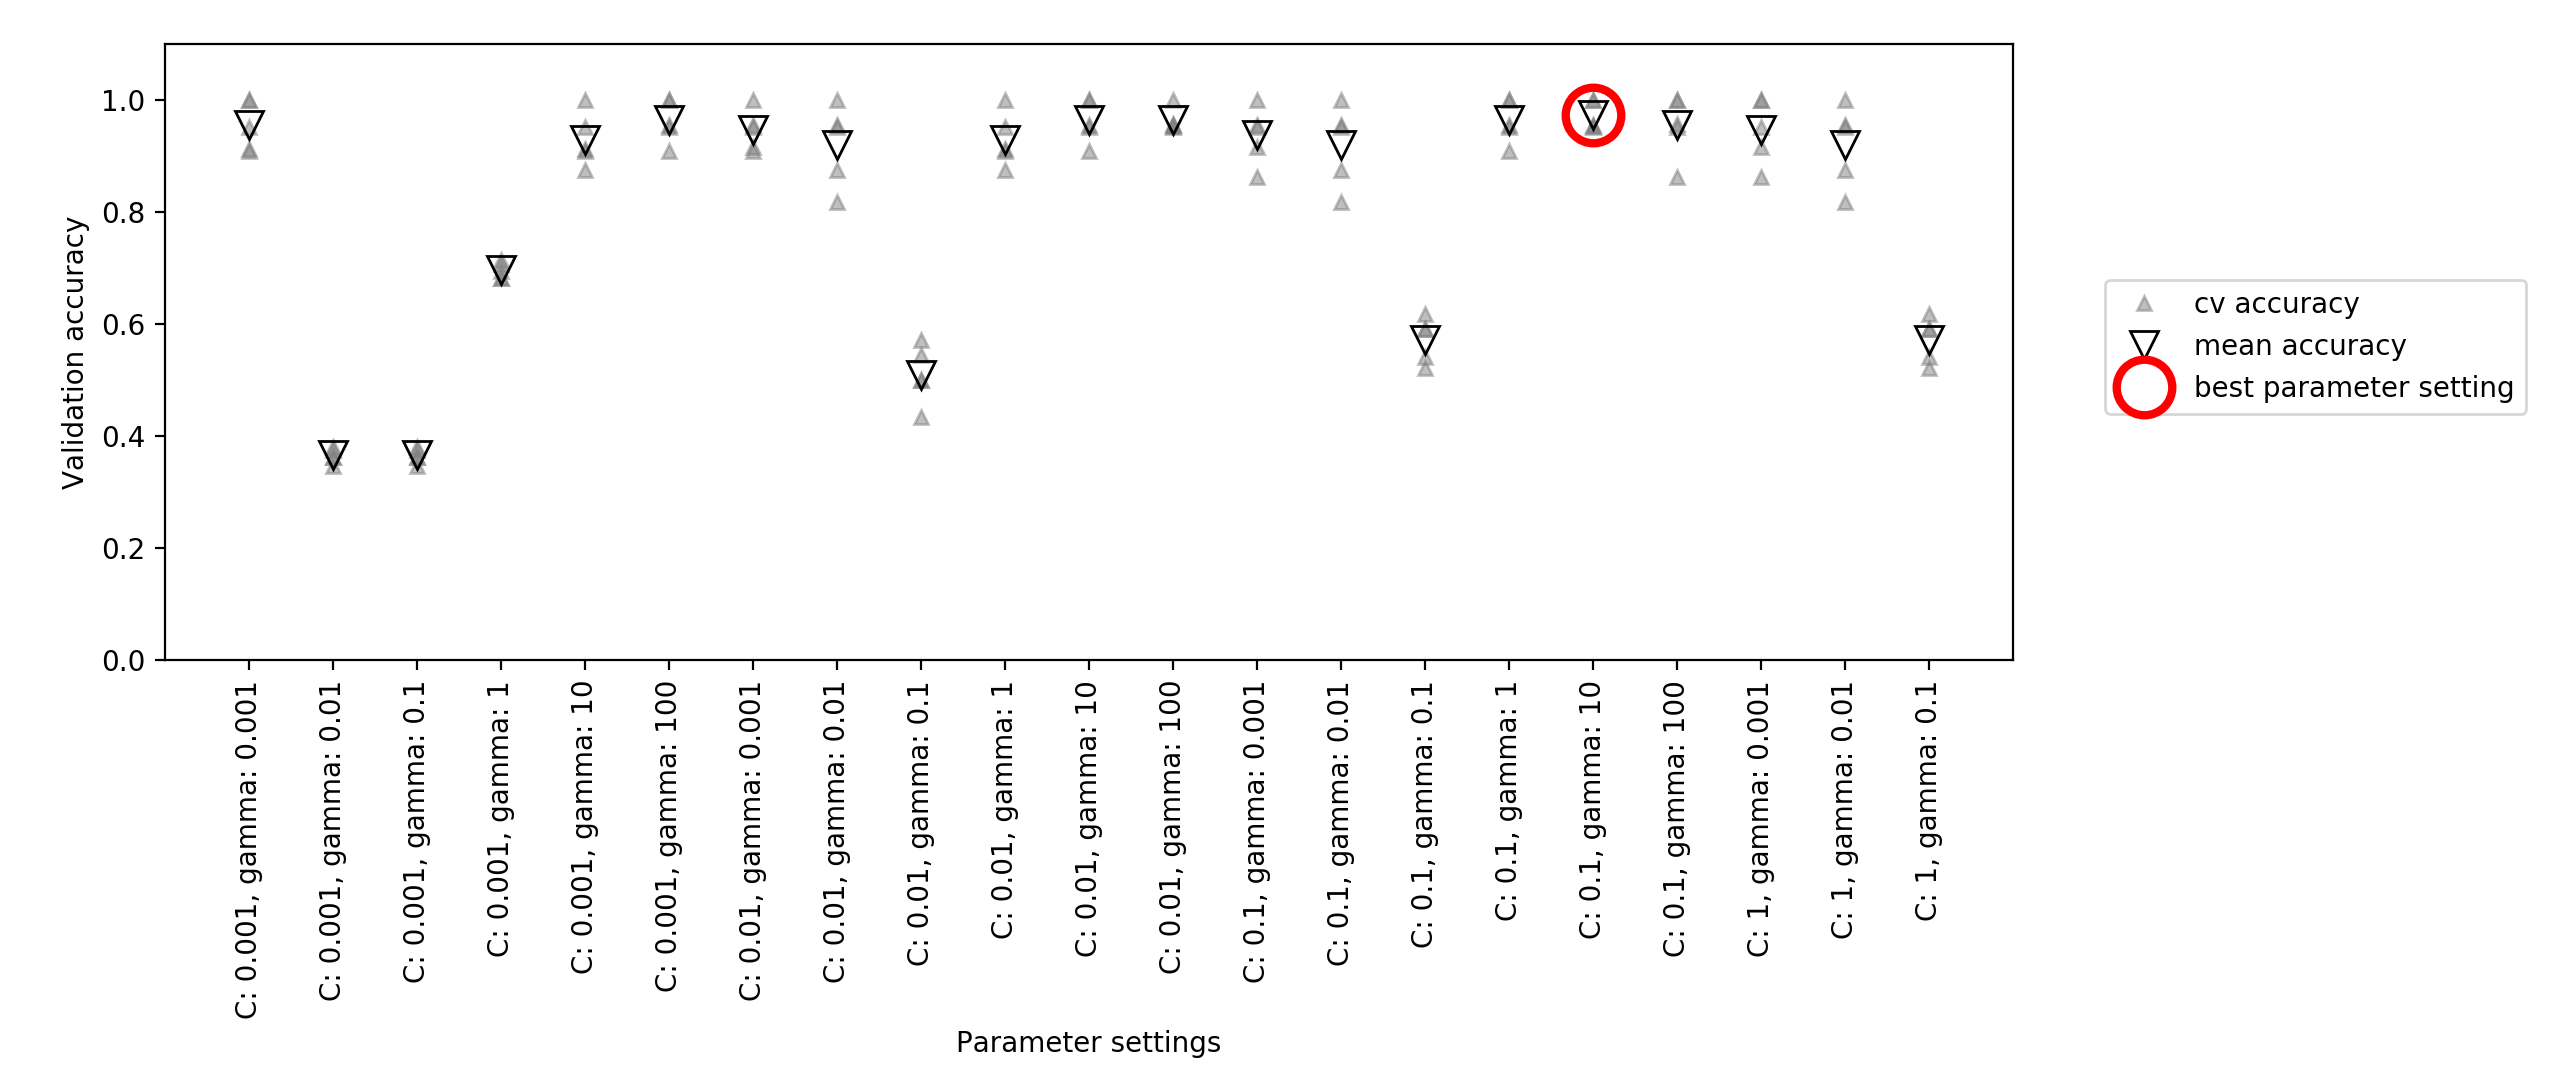 1.0
0.8
0.6
0.4
0.2
0.0
Validation accuracy
cv accuracy
mean accuracy
best parameter setting
C: 0.001, gamma: 0.001
C: 0.001, gamma: 0.01
C: 0.001, gamma: 0.1
C: 0.001, gamma: 1
C: 0.001, gamma: 10
C: 0.001, gamma: 100
C: 0.01, gamma: 0.001
C: 0.01, gamma: 0.01
C: 0.01, gamma: 0.1
C: 0.01, gamma: 1
C: 0.01, gamma: 10
C: 0.01, gamma: 100
C: 0.1, gamma: 0.001
C: 0.1, gamma: 0.01
C: 0.1, gamma: 0.1
C: 0.1, gamma: 1
C: 0.1, gamma: 10
C: 0.1, gamma: 100
C: 1, gamma: 0.001
C: 1, gamma: 0.01
C: 1, gamma: 0.1
Parameter settings